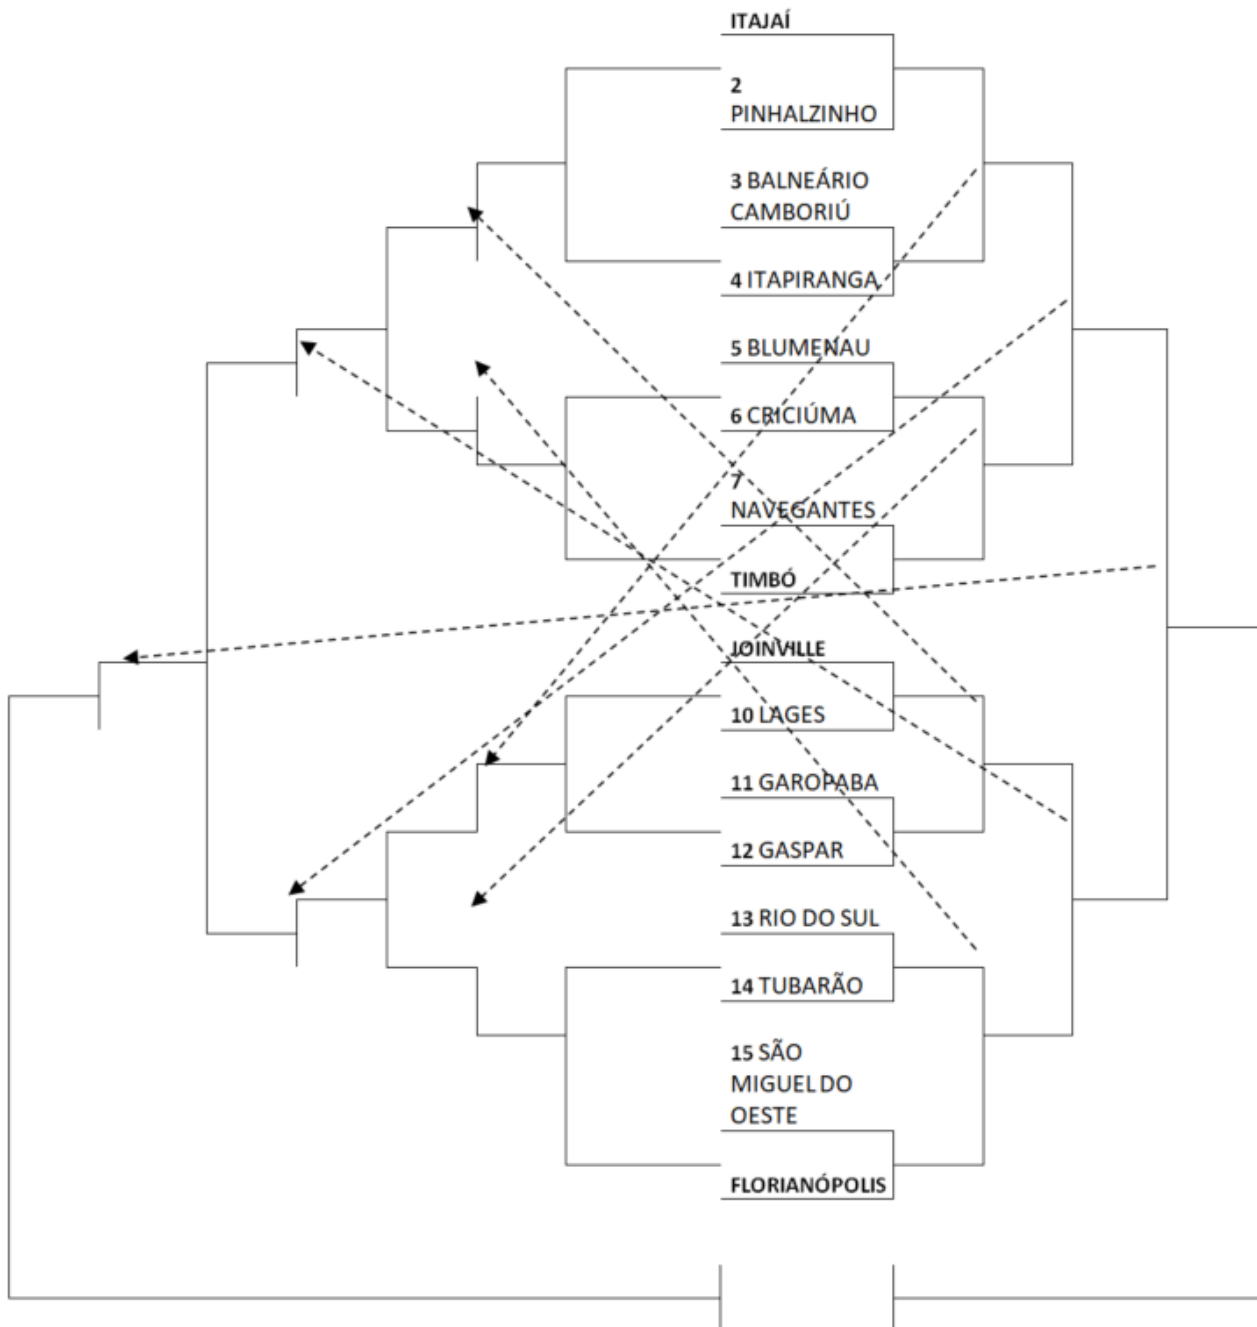 ITAJAÍ
2
PINHALZINHO
3 BALNEÁRIO
CAMBORIÚ
4 ITAPIRANGA
5 BLUMENAU
6 CRICIÚMA
7
NAVEGANTES
TIMBÓ
JOINVILLE
10 LAGES
11 GAROPABA
12 GASPAR
13 RIO DO SUL
14 TUBARÃO
15 SÃO
MIGUEL DO
OESTE
FLORIANÓPOLIS